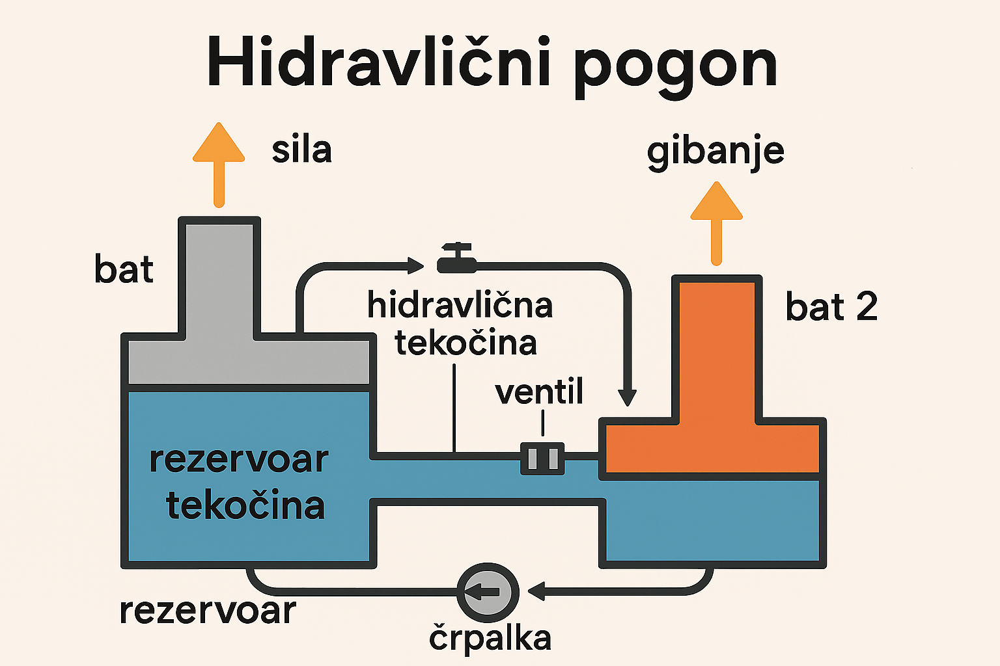 Hidravlični pogon
sila
gibanje
bat
hidravlična
tekočina
bat 2
ventil
rezervoar
tekočina
rezervoar
črpalka